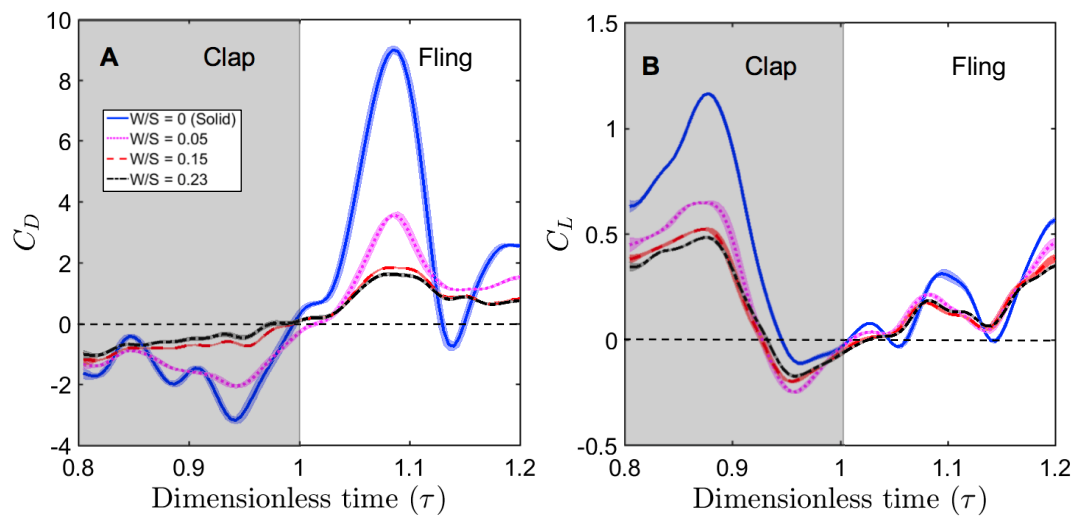 A
Clap
Fling
W/S = 0 (Solid)
W/S = 0.05
W/S = 0.15
W/S = 0.23
10
8
6
4
2
0
-2
-4
C_D
0.8
0.9
1
1.1
1.2
Dimensionless time (τ)
B
Clap
Fling
1.5
1
0.5
0
-0.5
C_L
0.8
0.9
1
1.1
1.2
Dimensionless time (τ)